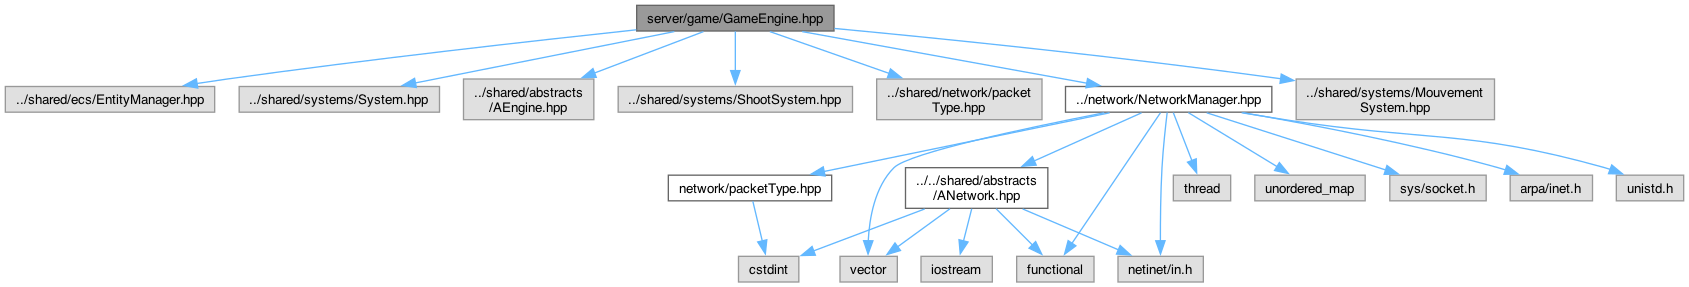 server/game/GameEngine.hpp
../shared/ecs/EntityManager.hpp
../shared/systems/System.hpp
../shared/abstracts
/AEngine.hpp
../shared/systems/ShootSystem.hpp
../shared/network/packet
Type.hpp
../network/NetworkManager.hpp
../shared/systems/Mouvement
System.hpp
network/packetType.hpp
../../shared/abstracts
/ANetwork.hpp
thread
unordered_map
sys/socket.h
arpa/inet.h
unistd.h
cstdint
vector
iostream
functional
netinet/in.h